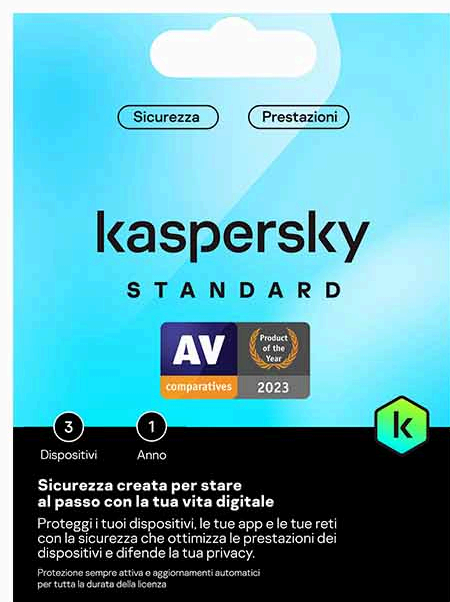 Sicurezza
Prestazioni
kaspersky
STANDARD
AV
comparatives
Product
of the
Year
2023
3
Dispositivi
1
Anno
k
Sicurezza creata per stare
al passo con la tua vita digitale
Proteggi i tuoi dispositivi, le tue app e le tue reti
con la sicurezza che ottimizza le prestazioni dei
dispositivi e difende la tua privacy.
Protezione sempre attiva e aggiornamenti automatici
per tutta la durata della licenza